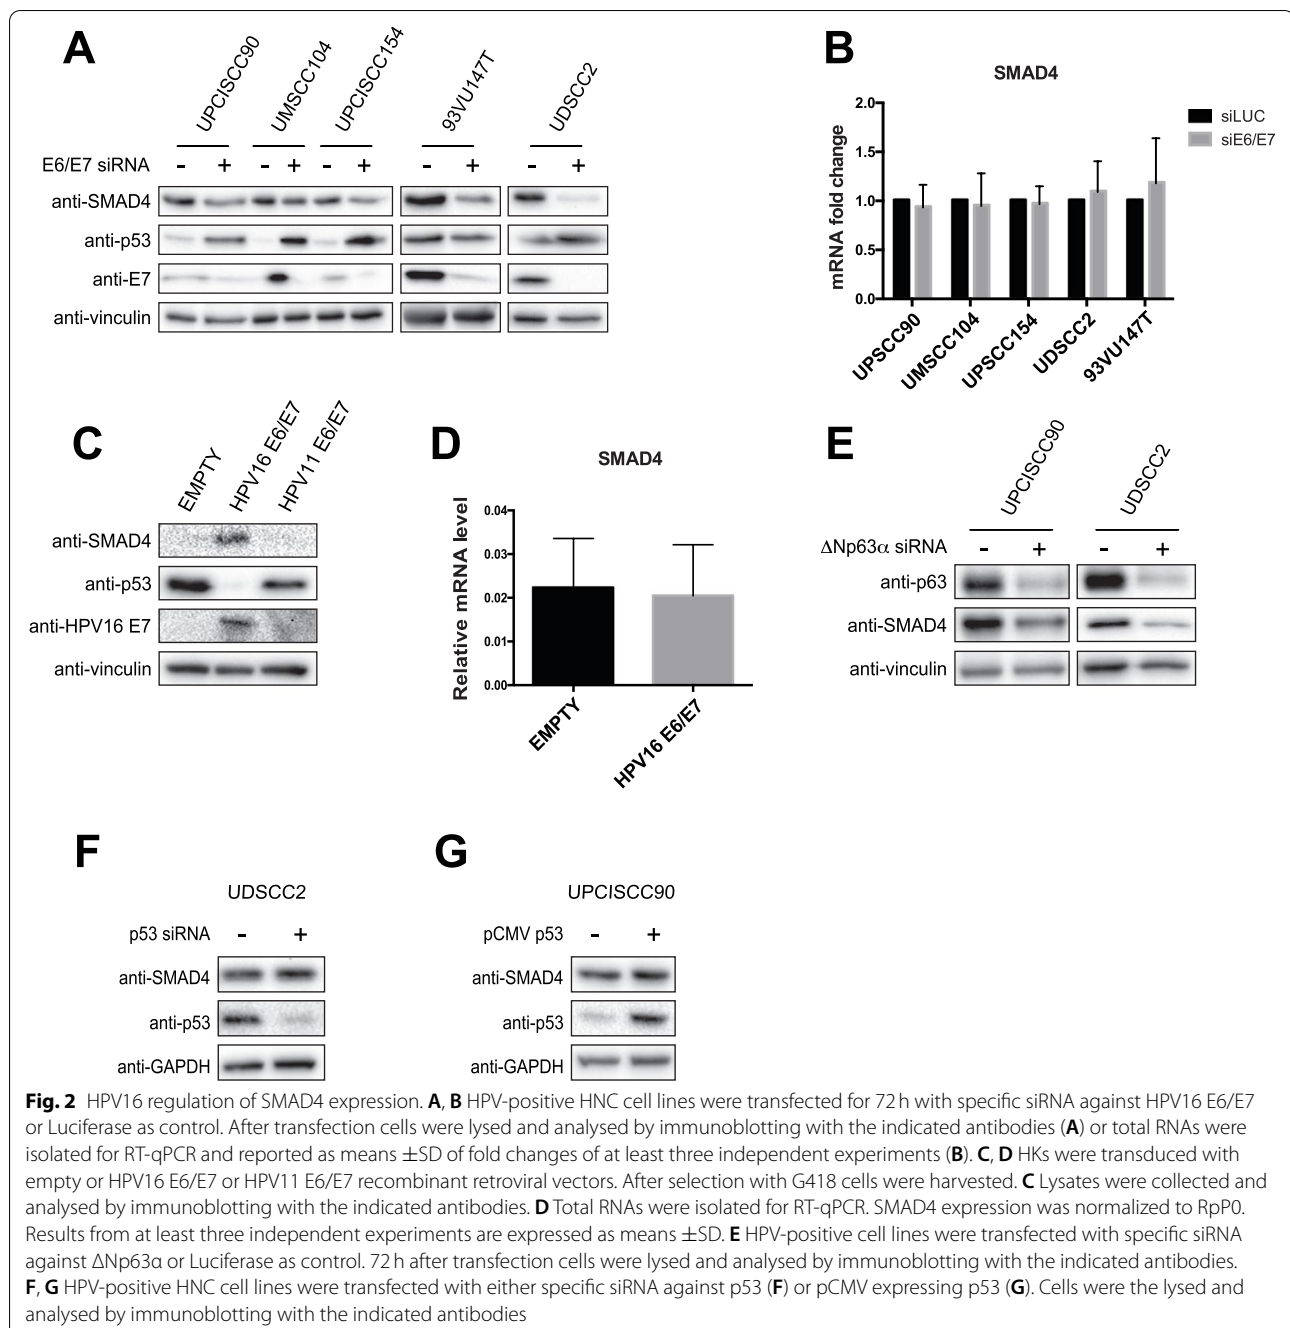 A
UPCISCC90
UMSCC104
UPCISCC154
93VU147T
UDSCC2
E6/E7 siRNA - + - + - + - + - +
anti-SMAD4
anti-p53
anti-E7
anti-vinculin
B
SMAD4
mRNA fold change
2.0
1.5
1.0
0.5
0.0
siLUC
siE6/E7
UPSCC90
UMSCC104
UPSCC154
UDSCC2
93VU147T
C
EMPTY
HPV16 E6/E7
HPV11 E6/E7
anti-SMAD4
anti-p53
anti-HPV16 E7
anti-vinculin
D
SMAD4
Relative mRNA level
0.04
0.03
0.02
0.01
0.00
EMPTY
HPV16 E6/E7
E
UPCISCC90
UDSCC2
ΔNp63α siRNA - + - +
anti-p63
anti-SMAD4
anti-vinculin
F
UDSCC2
p53 siRNA - +
anti-SMAD4
anti-p53
anti-GAPDH
G
UPCISCC90
pCMV p53 - +
anti-SMAD4
anti-p53
anti-GAPDH
Fig. 2 HPV16 regulation of SMAD4 expression. A, B HPV-positive HNC cell lines were transfected for 72 h with specific siRNA against HPV16 E6/E7
or Luciferase as control. After transfection cells were lysed and analysed by immunoblotting with the indicated antibodies (A) or total RNAs were
isolated for RT-qPCR and reported as means ±SD of fold changes of at least three independent experiments (B). C, D HKs were transduced with
empty or HPV16 E6/E7 or HPV11 E6/E7 recombinant retroviral vectors. After selection with G418 cells were harvested. C Lysates were collected and
analysed by immunoblotting with the indicated antibodies. D Total RNAs were isolated for RT-qPCR. SMAD4 expression was normalized to RpP0.
Results from at least three independent experiments are expressed as means ±SD. E HPV-positive cell lines were transfected with specific siRNA
against ΔNp63α or Luciferase as control. 72 h after transfection cells were lysed and analysed by immunoblotting with the indicated antibodies.
F, G HPV-positive HNC cell lines were transfected with either specific siRNA against p53 (F) or pCMV expressing p53 (G). Cells were the lysed and
analysed by immunoblotting with the indicated antibodies